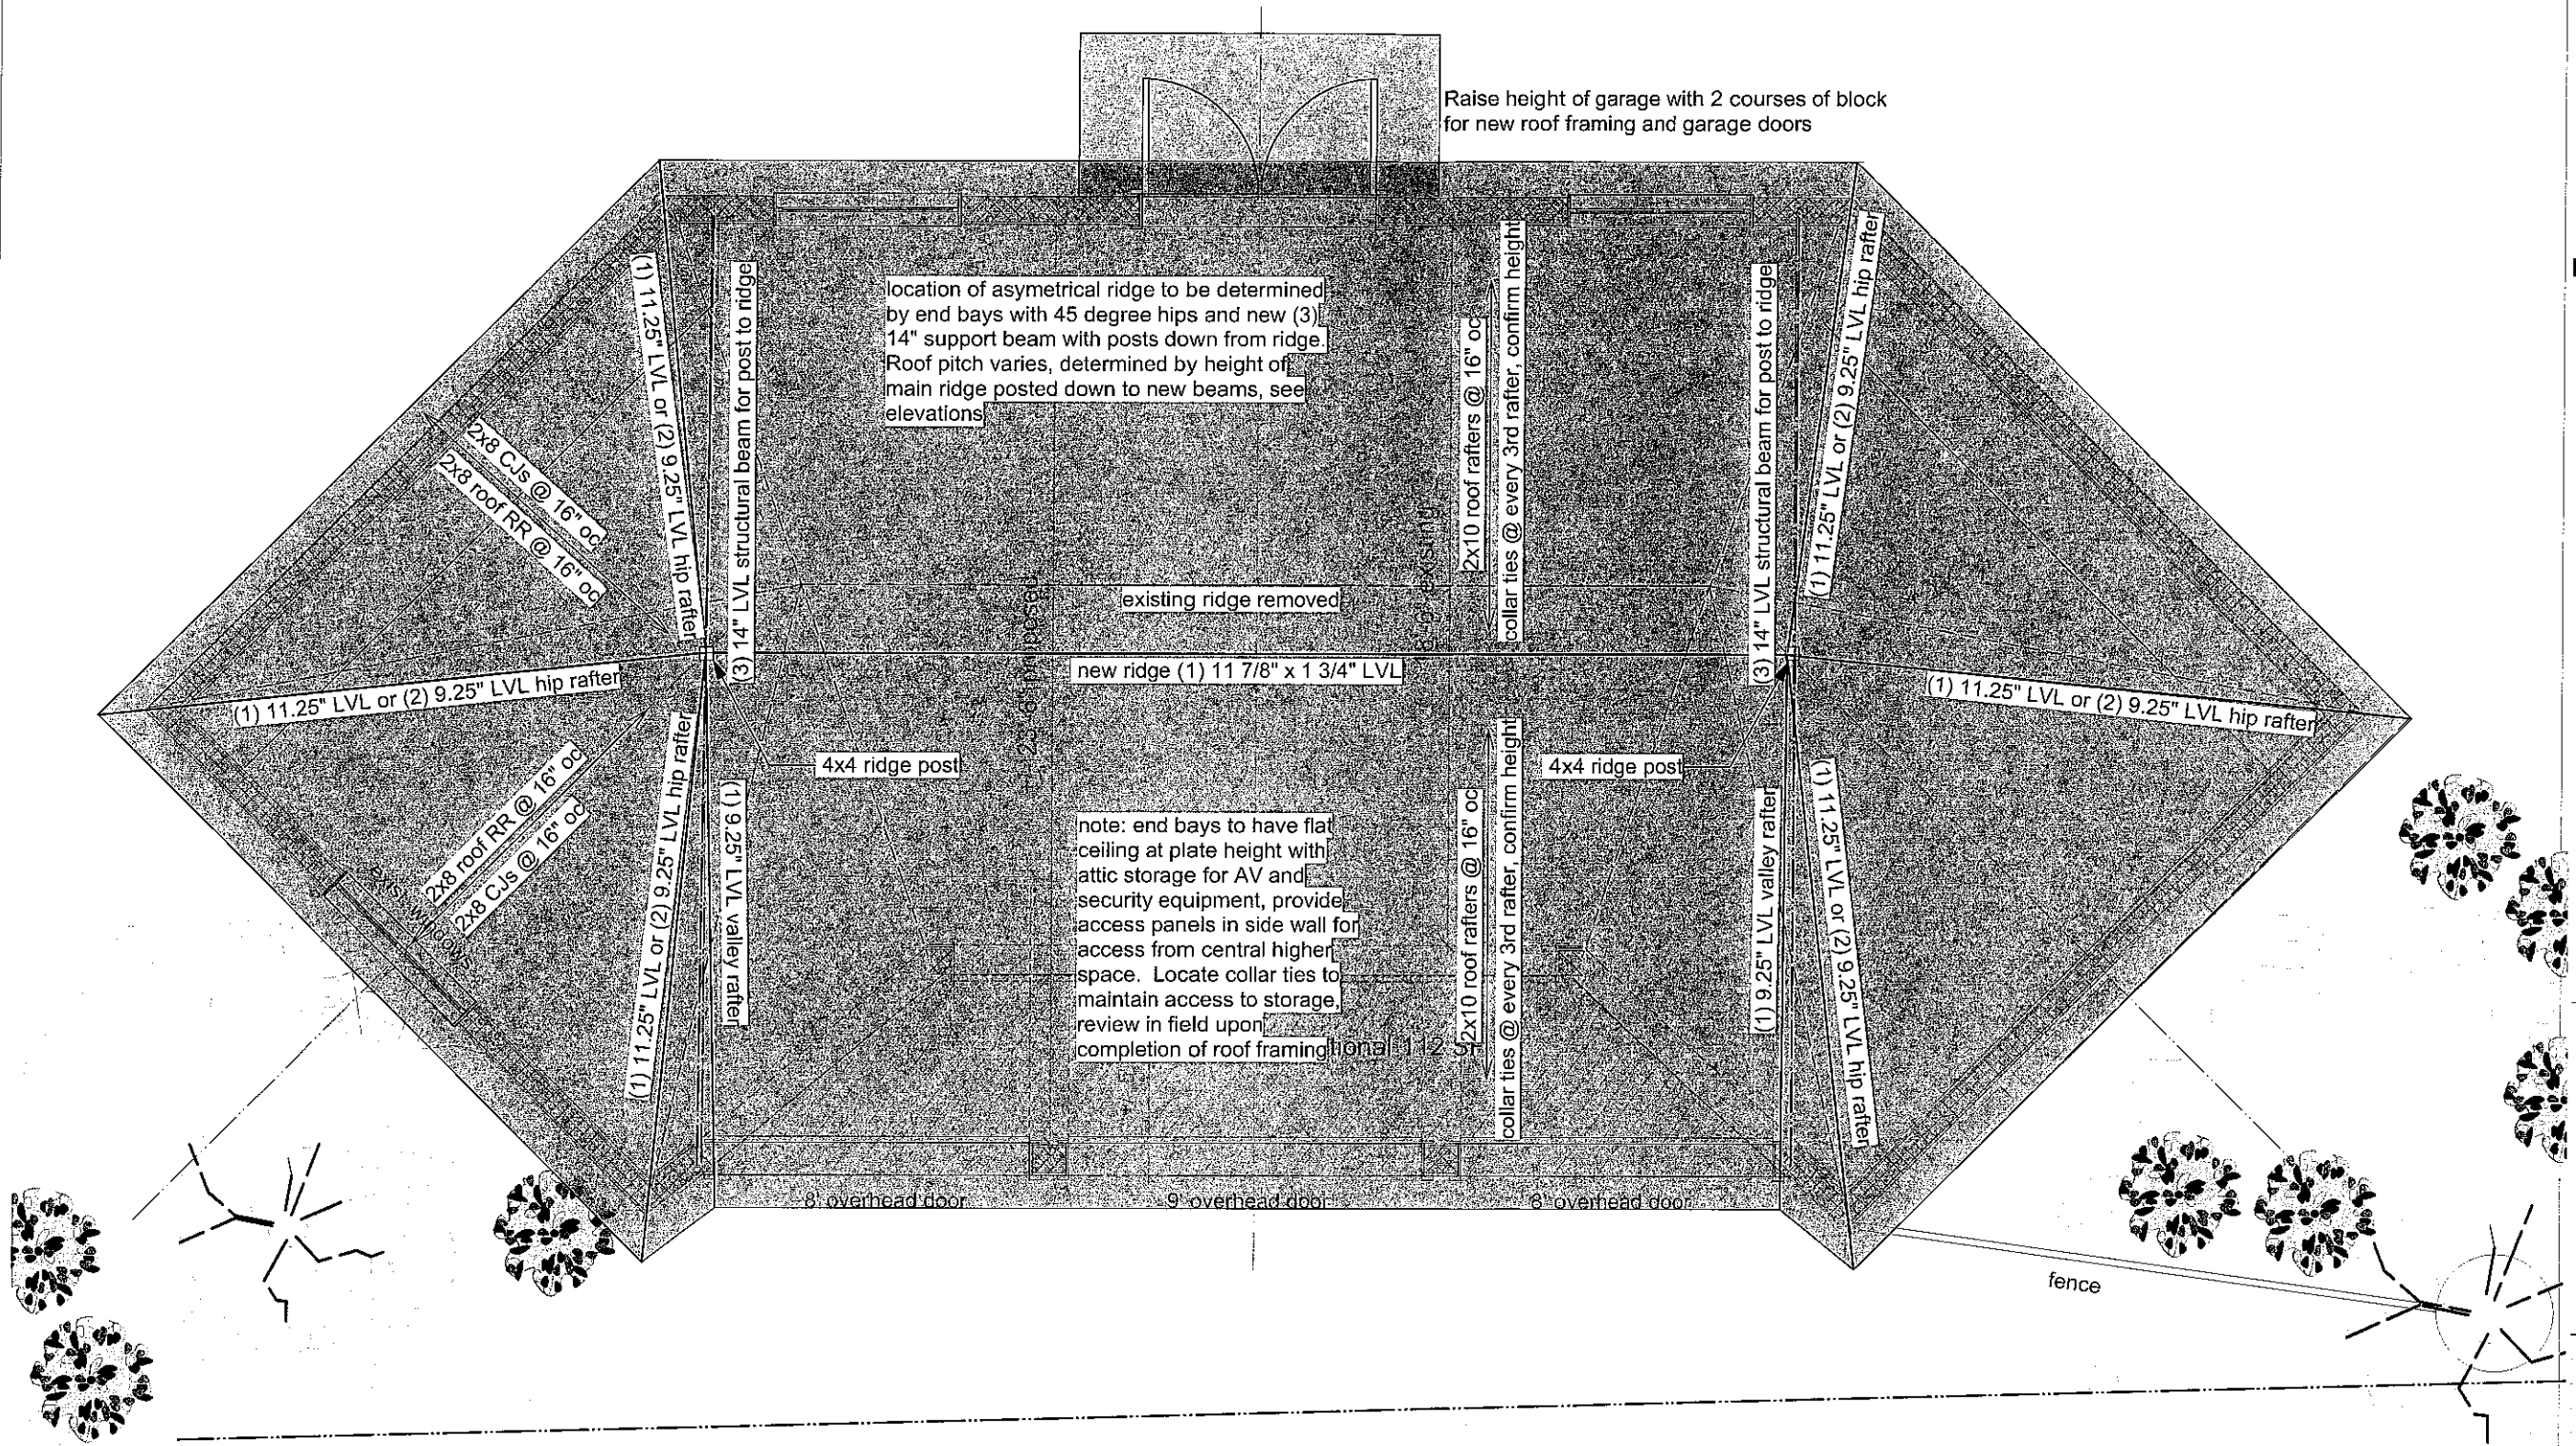 Raise height of garage with 2 courses of block
for new roof framing and garage doors
(1) 11.25" LVL or (2) 9.25" LVL hip rafter
(3) 14" LVL structural beam for post to ridge
location of asymetrical ridge to be determined
by end bays with 45 degree hips and new (3)
14" support beam with posts down from ridge.
Roof pitch varies, determined by height of
main ridge posted down to new beams, see
elevations
2x10 roof rafters @ 16" oc
collar ties @ every 3rd rafter, confirm height
(3) 14" LVL structural beam for post to ridge
(1) 11.25" LVL or (2) 9.25" LVL hip rafter
2x8 CJs @ 16" oc
2x8 roof RR @ 16" oc
existing
proposed
existing ridge removed
new ridge (1) 11 7/8" x 1 3/4" LVL
(1) 11.25" LVL or (2) 9.25" LVL hip rafter
(1) 11.25" LVL or (2) 9.25" LVL hip rafter
4x4 ridge post
4x4 ridge post
2x8 roof RR @ 16" oc
2x8 CJs @ 16" oc
exist. windows
(1) 11.25" LVL or (2) 9.25" LVL hip rafter
(1) 9.25" LVL valley rafter
note: end bays to have flat
ceiling at plate height with
attic storage for AV and
security equipment, provide
access panels in side wall for
access from central higher
space. Locate collar ties to
maintain access to storage,
review in field upon
completion of roof framing
2x10 roof rafters @ 16" oc
collar ties @ every 3rd rafter, confirm height
(1) 9.25" LVL valley rafter
(1) 11.25" LVL or (2) 9.25" LVL hip rafter
8' overhead door
9' overhead door
8' overhead door
fence